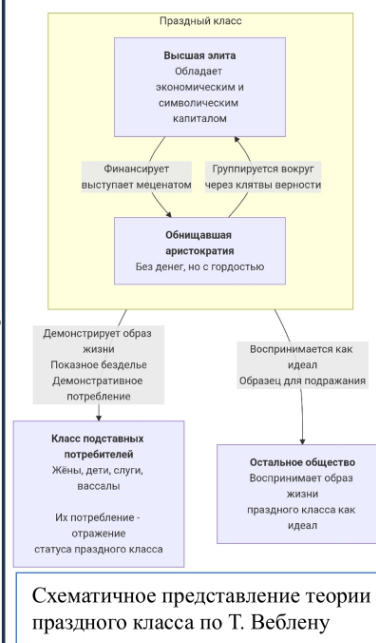 Праздный класс
Высшая элита
Обладает
экономическим и
символическим
капиталом
Финансирует
выступает меценатом
Группируется вокруг
через клятвы верности
Обнищавшая
аристократия
Без денег, но с гордостью
Демонстрирует образ
жизни
Показное безделье
Демонстративное
потребление
Воспринимается как
идеал
Образец для подражания
Класс подставных
потребителей
Жёны, дети, слуги,
вассалы
Их потребление -
отражение
статуса праздного класса
Остальное общество
Воспринимает образ
жизни
праздного класса как
идеал
Схематичное представление теории
праздного класса по Т. Веблену